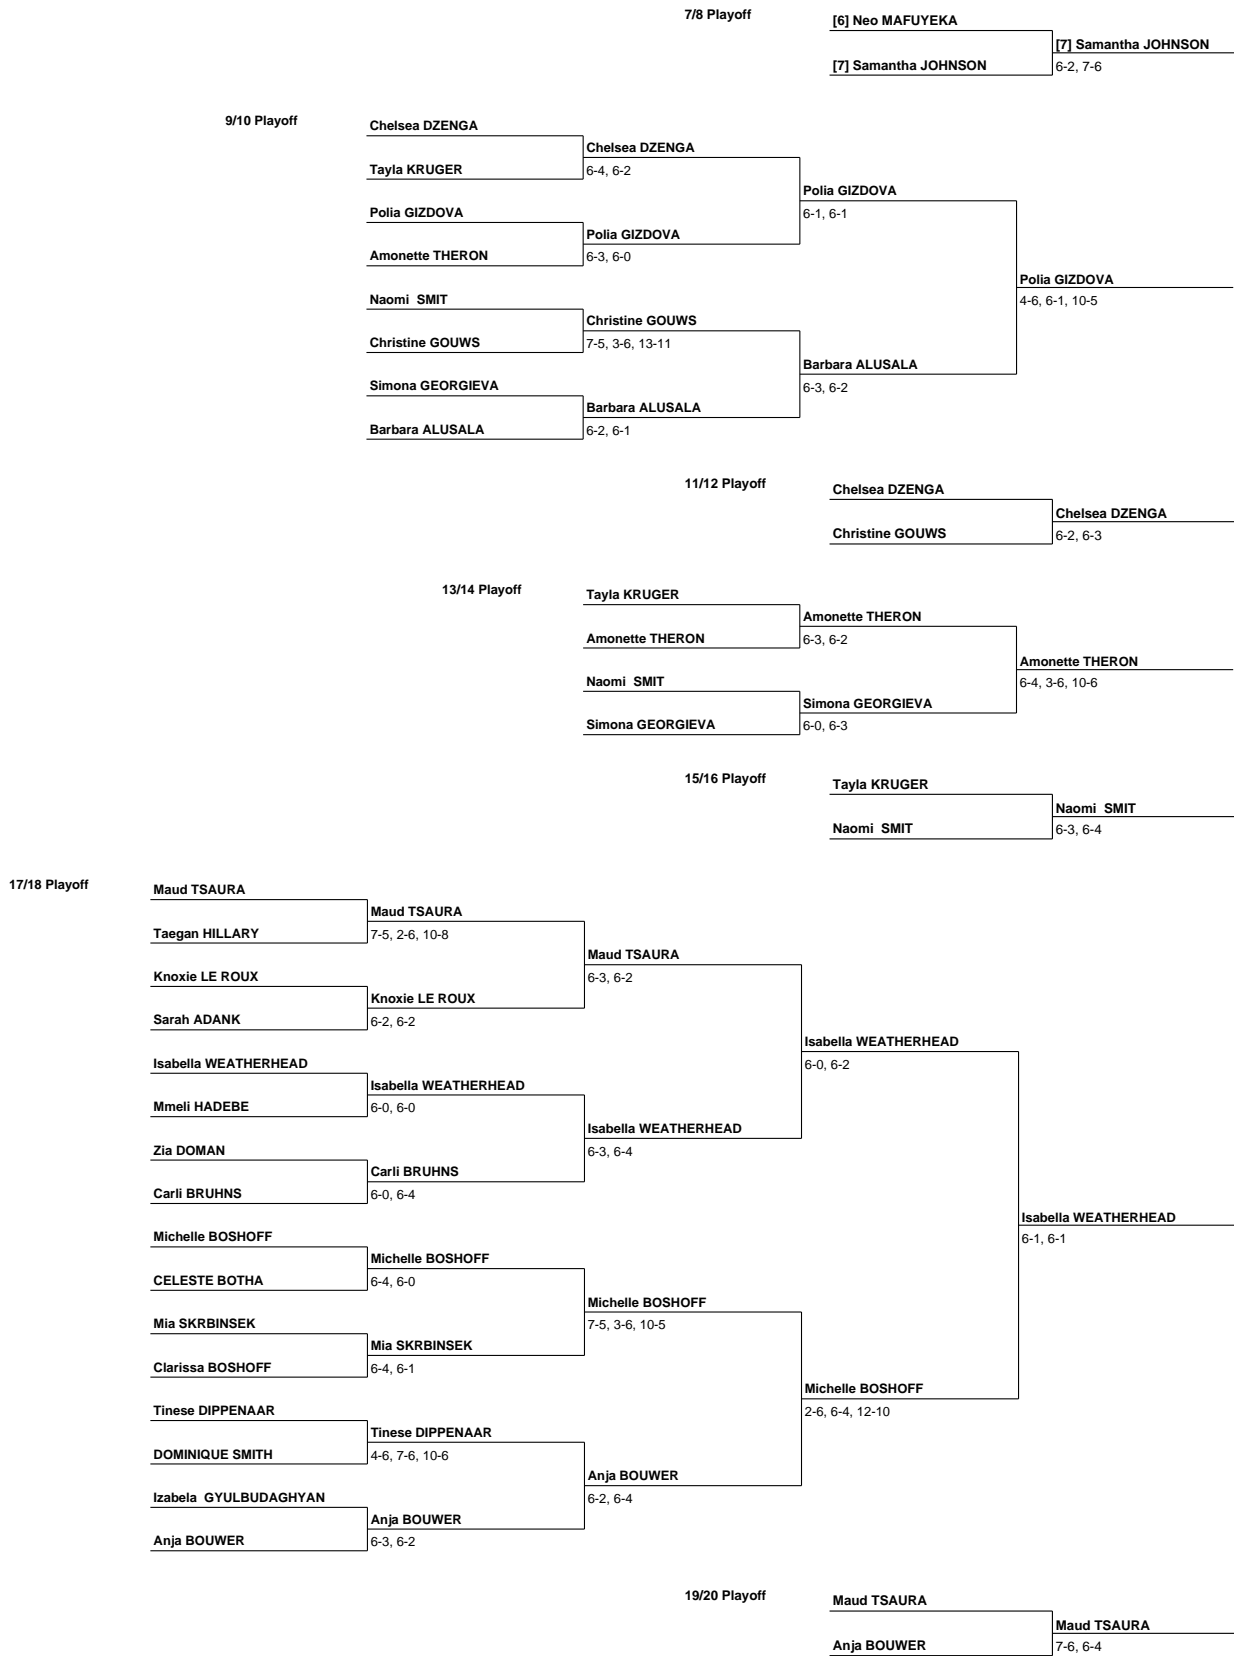 7/8 Playoff
[6] Neo MAFUYEKA
[7] Samantha JOHNSON
[7] Samantha JOHNSON
6-2, 7-6
9/10 Playoff
Chelsea DZENGA
Chelsea DZENGA
Tayla KRUGER
6-4, 6-2
Polia GIZDOVA
Polia GIZDOVA
6-1, 6-1
Polia GIZDOVA
Amonette THERON
6-3, 6-0
Polia GIZDOVA
4-6, 6-1, 10-5
Naomi SMIT
Christine GOUWS
Christine GOUWS
7-5, 3-6, 13-11
Barbara ALUSALA
6-3, 6-2
Simona GEORGIEVA
Barbara ALUSALA
Barbara ALUSALA
6-2, 6-1
11/12 Playoff
Chelsea DZENGA
Chelsea DZENGA
Christine GOUWS
6-2, 6-3
13/14 Playoff
Tayla KRUGER
Amonette THERON
Amonette THERON
6-3, 6-2
Amonette THERON
6-4, 3-6, 10-6
Naomi SMIT
Simona GEORGIEVA
Simona GEORGIEVA
6-0, 6-3
15/16 Playoff
Tayla KRUGER
Naomi SMIT
Naomi SMIT
6-3, 6-4
17/18 Playoff
Maud TSAURA
Maud TSAURA
Taegan HILLARY
7-5, 2-6, 10-8
Maud TSAURA
6-3, 6-2
Knoxie LE ROUX
Knoxie LE ROUX
Sarah ADANK
6-2, 6-2
Isabella WEATHERHEAD
6-0, 6-2
Isabella WEATHERHEAD
Isabella WEATHERHEAD
Mmeli HADEBE
6-0, 6-0
Isabella WEATHERHEAD
6-3, 6-4
Zia DOMAN
Carli BRUHNS
Carli BRUHNS
6-0, 6-4
Isabella WEATHERHEAD
6-1, 6-1
Michelle BOSHOFF
Michelle BOSHOFF
CELESTE BOTHA
6-4, 6-0
Michelle BOSHOFF
7-5, 3-6, 10-5
Mia SKRBINSEK
Mia SKRBINSEK
Clarissa BOSHOFF
6-4, 6-1
Michelle BOSHOFF
2-6, 6-4, 12-10
Tinese DIPPENAAR
Tinese DIPPENAAR
DOMINIQUE SMITH
4-6, 7-6, 10-6
Anja BOUWER
6-2, 6-4
Izabela GYULBUDAGHYAN
Anja BOUWER
Anja BOUWER
6-3, 6-2
19/20 Playoff
Maud TSAURA
Maud TSAURA
Anja BOUWER
7-6, 6-4